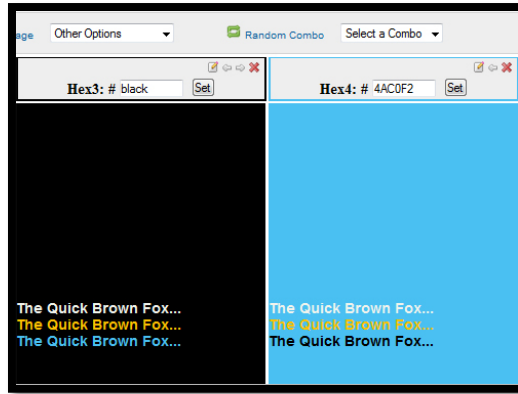 age Other Options Random Combo Select a Combo
Hex3: # black Set Hex4: # 4AC0F2 Set
The Quick Brown Fox...
The Quick Brown Fox...
The Quick Brown Fox...
The Quick Brown Fox...
The Quick Brown Fox...
The Quick Brown Fox...